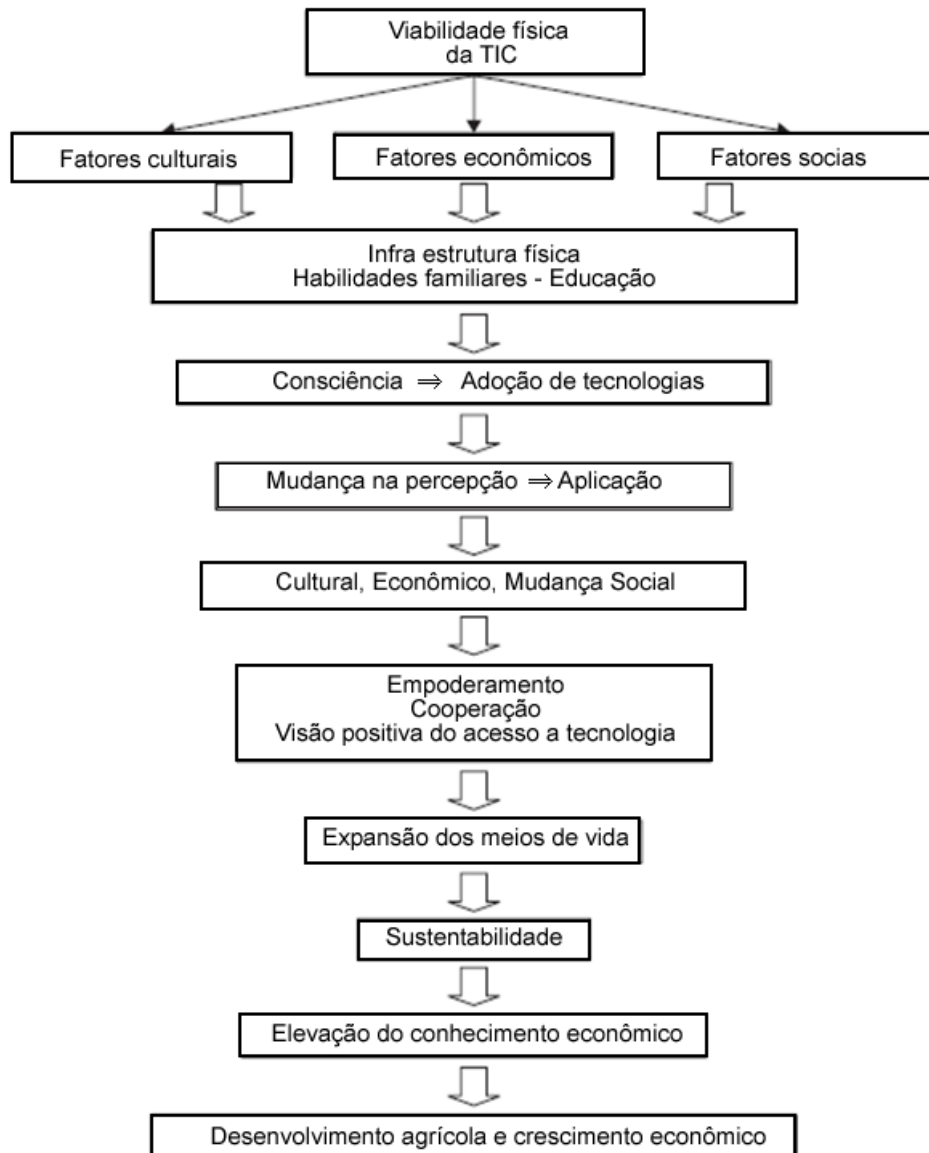 Viabilidade física
da TIC
Fatores culturais
Fatores econômicos
Fatores socias
Infra estrutura física
Habilidades familiares - Educação
Consciência ⇒ Adoção de tecnologias
Mudança na percepção ⇒ Aplicação
Cultural, Econômico, Mudança Social
Empoderamento
Cooperação
Visão positiva do acesso a tecnologia
Expansão dos meios de vida
Sustentabilidade
Elevação do conhecimento econômico
Desenvolvimento agrícola e crescimento econômico